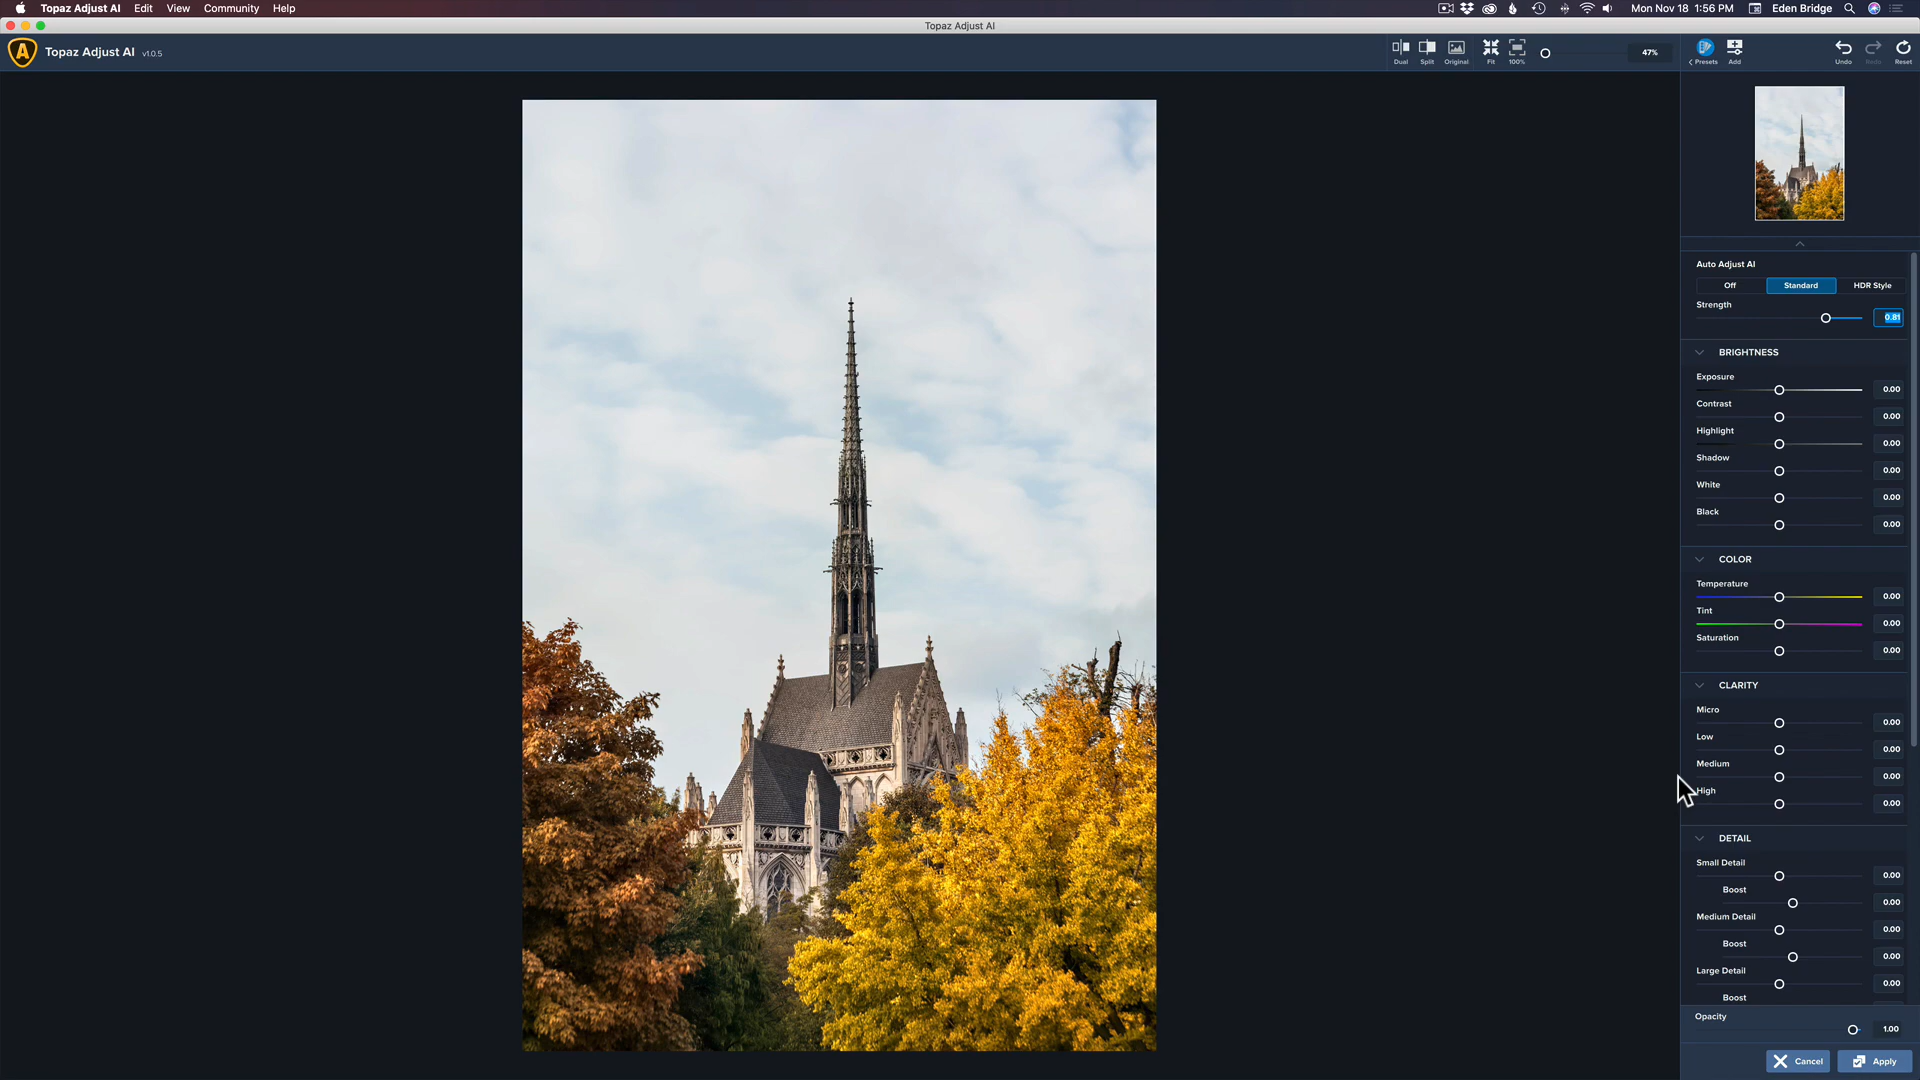 Topaz Adjust AI Edit View Community Help Mon Nov 18 1:56 PM Eden Bridge
Topaz Adjust AI
A Topaz Adjust AI v1.0.5
Dual Split Original Fit 100% 47% Presets Add Undo Redo Reset
Auto Adjust AI
Off Standard HDR Style
Strength
0.81
BRIGHTNESS
Exposure
0.00
Contrast
0.00
Highlight
0.00
Shadow
0.00
White
0.00
Black
0.00
COLOR
Temperature
0.00
Tint
0.00
Saturation
0.00
CLARITY
Micro
0.00
Low
0.00
Medium
0.00
High
0.00
DETAIL
Small Detail
0.00
Boost
0.00
Medium Detail
0.00
Boost
0.00
Large Detail
0.00
Boost
Opacity
1.00
Cancel Apply